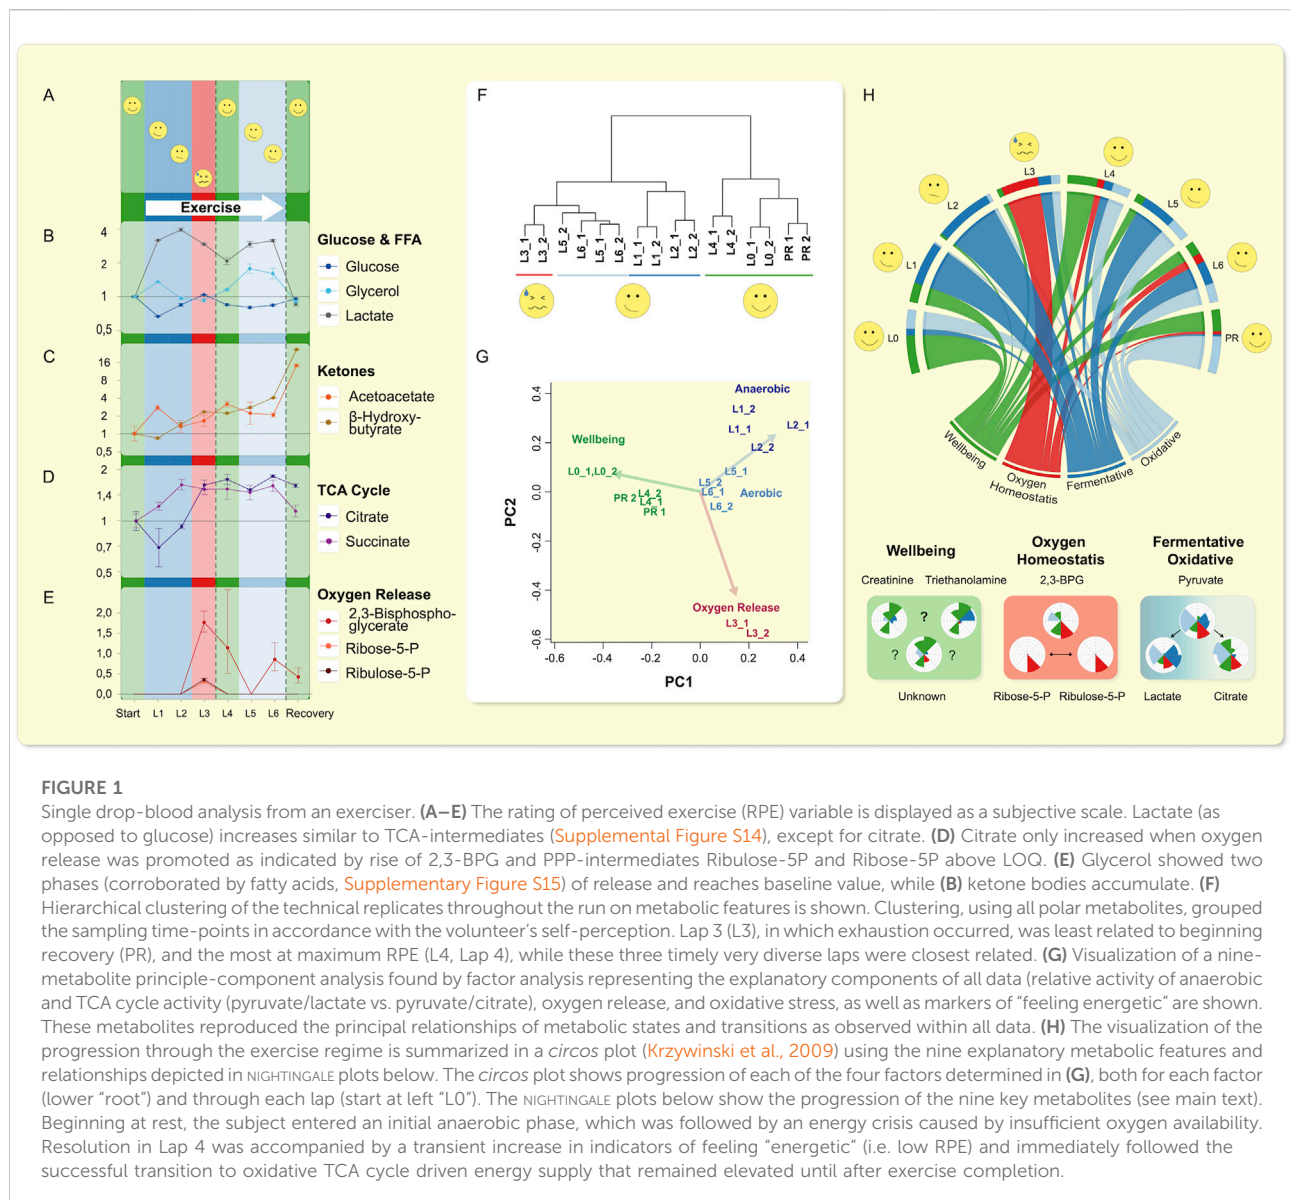 A
Exercise
B
4
2
1
0,5
Glucose & FFA
Glucose
Glycerol
Lactate
C
16
8
4
2
1
0,5
Ketones
Acetoacetate
β-Hydroxy-
butyrate
D
2
1,4
1
0,7
0,5
TCA Cycle
Citrate
Succinate
E
2,0
1,5
1,0
0,5
0,0
Oxygen Release
2,3-Bisphospho-
glycerate
Ribose-5-P
Ribulose-5-P
Start L1 L2 L3 L4 L5 L6 Recovery
F
L3_1 L3_2 L5_2 L6_1 L5_1 L6_2 L1_1 L1_2 L2_1 L2_2 L4_1 L4_2 L0_1 L0_2 PR 1 PR 2
G
0.4
0.2
0.0
-0.2
-0.4
-0.6
PC2
Anaerobic
L1_2
L1_1
L2_1
L2_2
Wellbeing
L0_1,L0_2
L5_1
L5_2
L6_1
Aerobic
L6_2
L4_2
PR 2
L4_1
PR 1
Oxygen Release
L3_1
L3_2
-0.6 -0.4 -0.2 0.0 0.2 0.4
PC1
H
L0
L1
L2
L3
L4
L5
L6
PR
Wellbeing
Oxygen
Homeostatis
Fermentative
Oxidative
Wellbeing
Creatinine Triethanolamine
?
? ?
Unknown
Oxygen
Homeostatis
2,3-BPG
Ribose-5-P Ribulose-5-P
Fermentative
Oxidative
Pyruvate
Lactate Citrate
FIGURE 1
Single drop-blood analysis from an exerciser. (A–E) The rating of perceived exercise (RPE) variable is displayed as a subjective scale. Lactate (as
opposed to glucose) increases similar to TCA-intermediates (Supplemental Figure S14), except for citrate. (D) Citrate only increased when oxygen
release was promoted as indicated by rise of 2,3-BPG and PPP-intermediates Ribulose-5P and Ribose-5P above LOQ. (E) Glycerol showed two
phases (corroborated by fatty acids, Supplementary Figure S15) of release and reaches baseline value, while (B) ketone bodies accumulate. (F)
Hierarchical clustering of the technical replicates throughout the run on metabolic features is shown. Clustering, using all polar metabolites, grouped
the sampling time-points in accordance with the volunteer's self-perception. Lap 3 (L3), in which exhaustion occurred, was least related to beginning
recovery (PR), and the most at maximum RPE (L4, Lap 4), while these three timely very diverse laps were closest related. (G) Visualization of a nine-
metabolite principle-component analysis found by factor analysis representing the explanatory components of all data (relative activity of anaerobic
and TCA cycle activity (pyruvate/lactate vs. pyruvate/citrate), oxygen release, and oxidative stress, as well as markers of “feeling energetic” are shown.
These metabolites reproduced the principal relationships of metabolic states and transitions as observed within all data. (H) The visualization of the
progression through the exercise regime is summarized in a circos plot (Krzywinski et al., 2009) using the nine explanatory metabolic features and
relationships depicted in NIGHTINGALE plots below. The circos plot shows progression of each of the four factors determined in (G), both for each factor
(lower “root”) and through each lap (start at left “L0”). The NIGHTINGALE plots below show the progression of the nine key metabolites (see main text).
Beginning at rest, the subject entered an initial anaerobic phase, which was followed by an energy crisis caused by insufficient oxygen availability.
Resolution in Lap 4 was accompanied by a transient increase in indicators of feeling “energetic” (i.e. low RPE) and immediately followed the
successful transition to oxidative TCA cycle driven energy supply that remained elevated until after exercise completion.